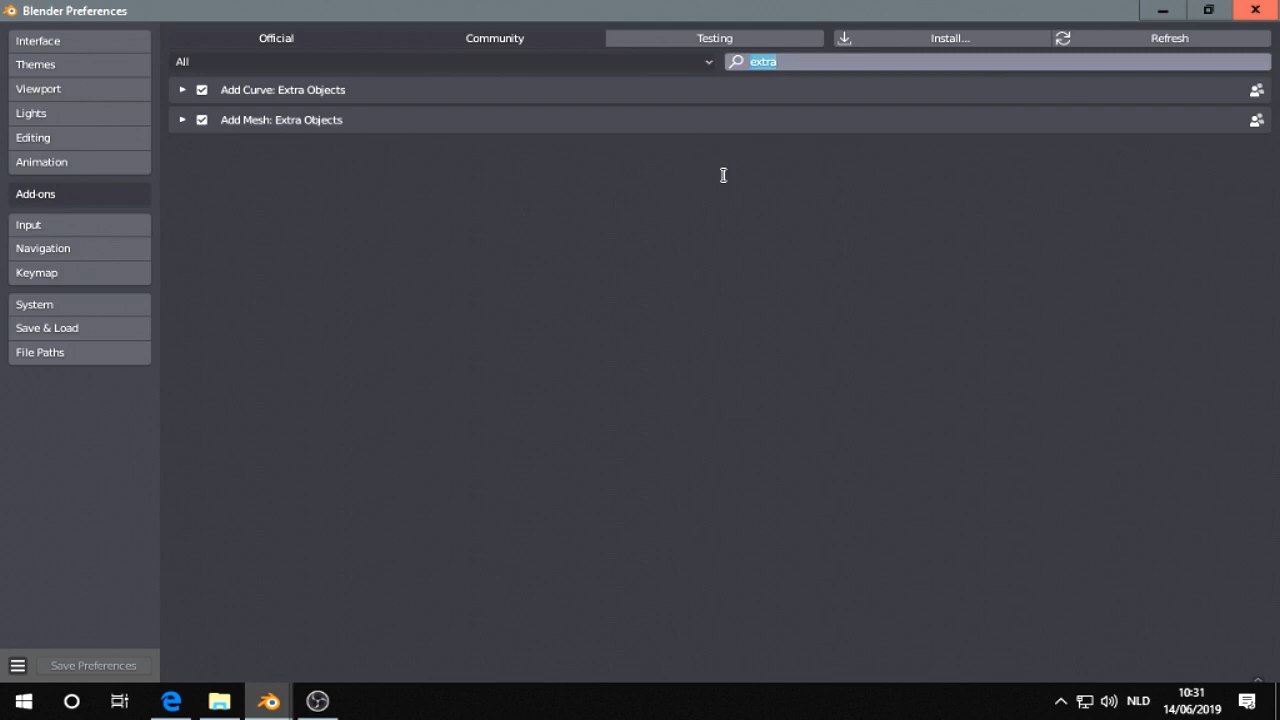 Blender Preferences
Interface
Themes
Viewport
Lights
Editing
Animation
Add-ons
Input
Navigation
Keymap
System
Save & Load
File Paths
Save Preferences
Official Community Testing Install... Refresh
All extra
Add Curve: Extra Objects
Add Mesh: Extra Objects
NLD
10:31
14/06/2019